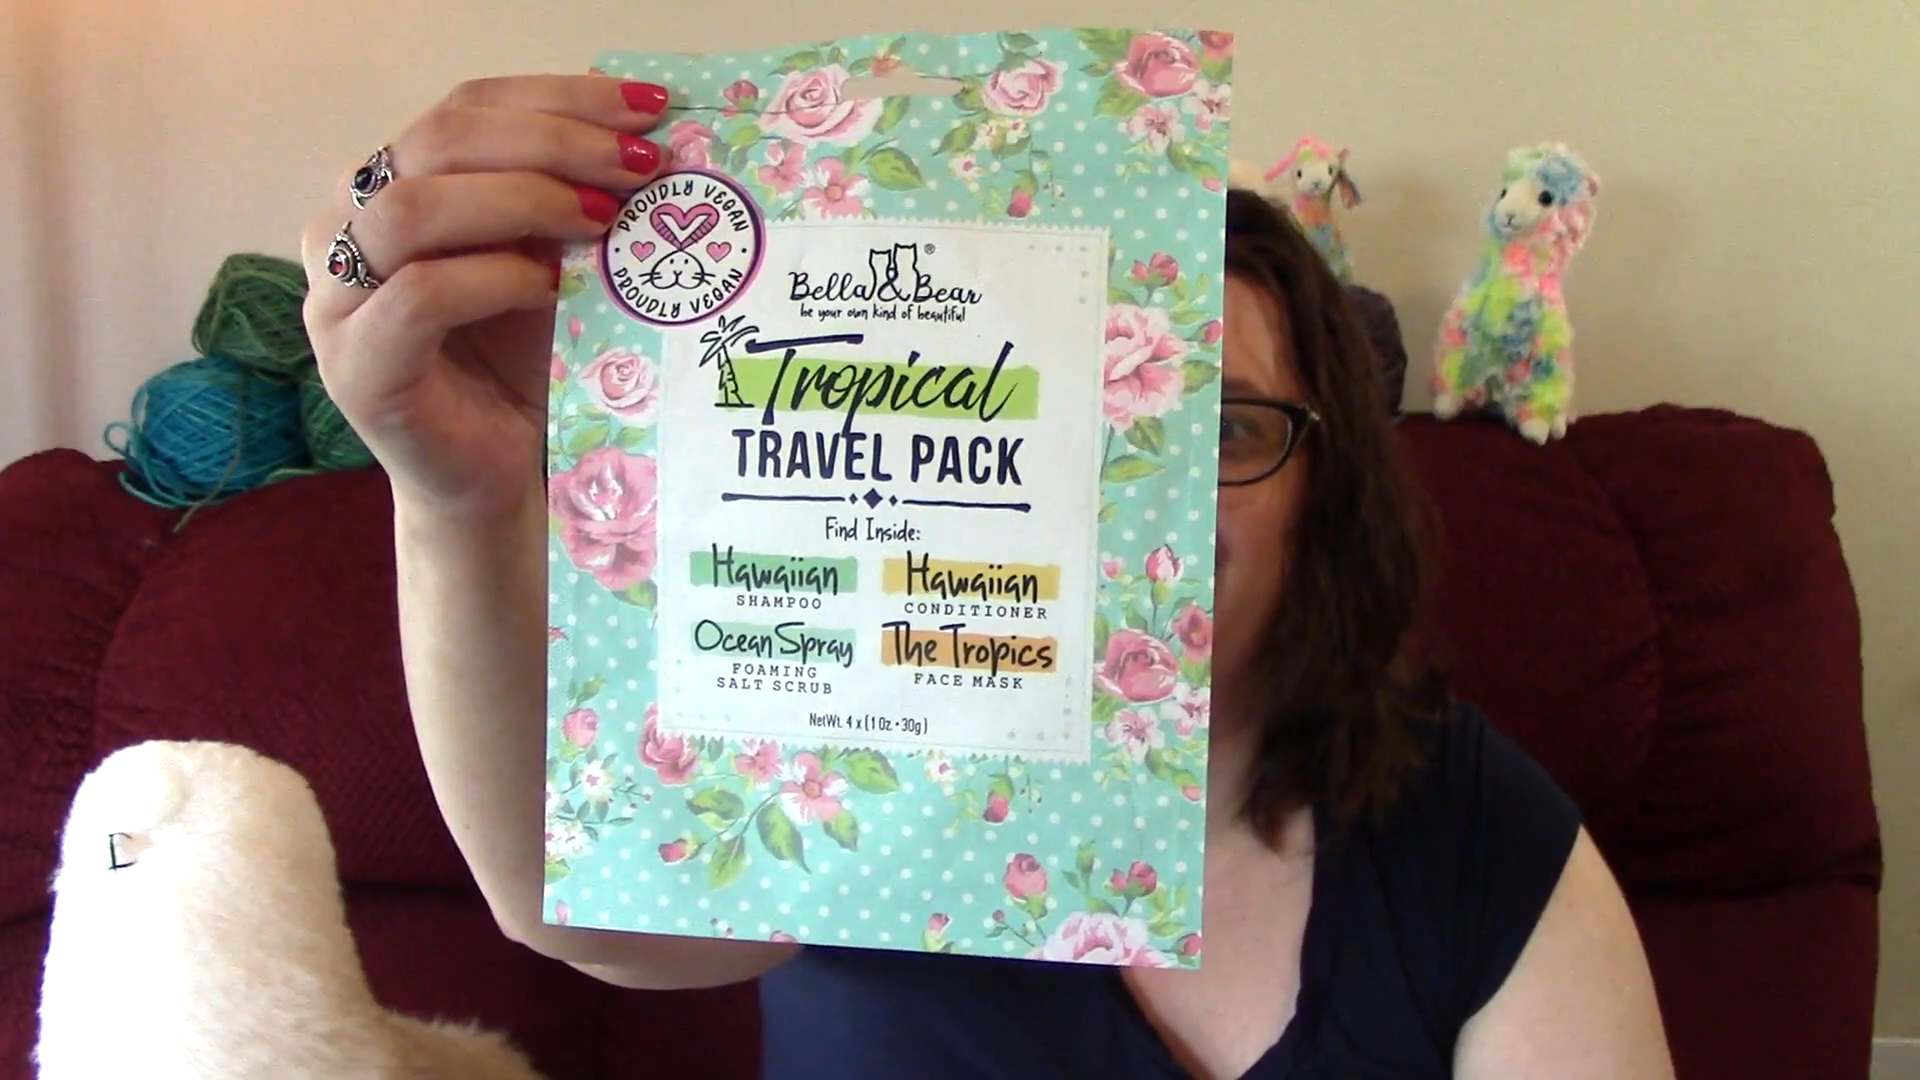 PROUDLY VEGAN
PROUDLY VEGAN
Bella & Bear ®
be your own kind of beautiful
Tropical
TRAVEL PACK
Find Inside:
Hawaiian
SHAMPOO
Hawaiian
CONDITIONER
Ocean Spray
FOAMING
SALT SCRUB
The Tropics
FACE MASK
NetWt. 4 x (1 Oz. • 30g)